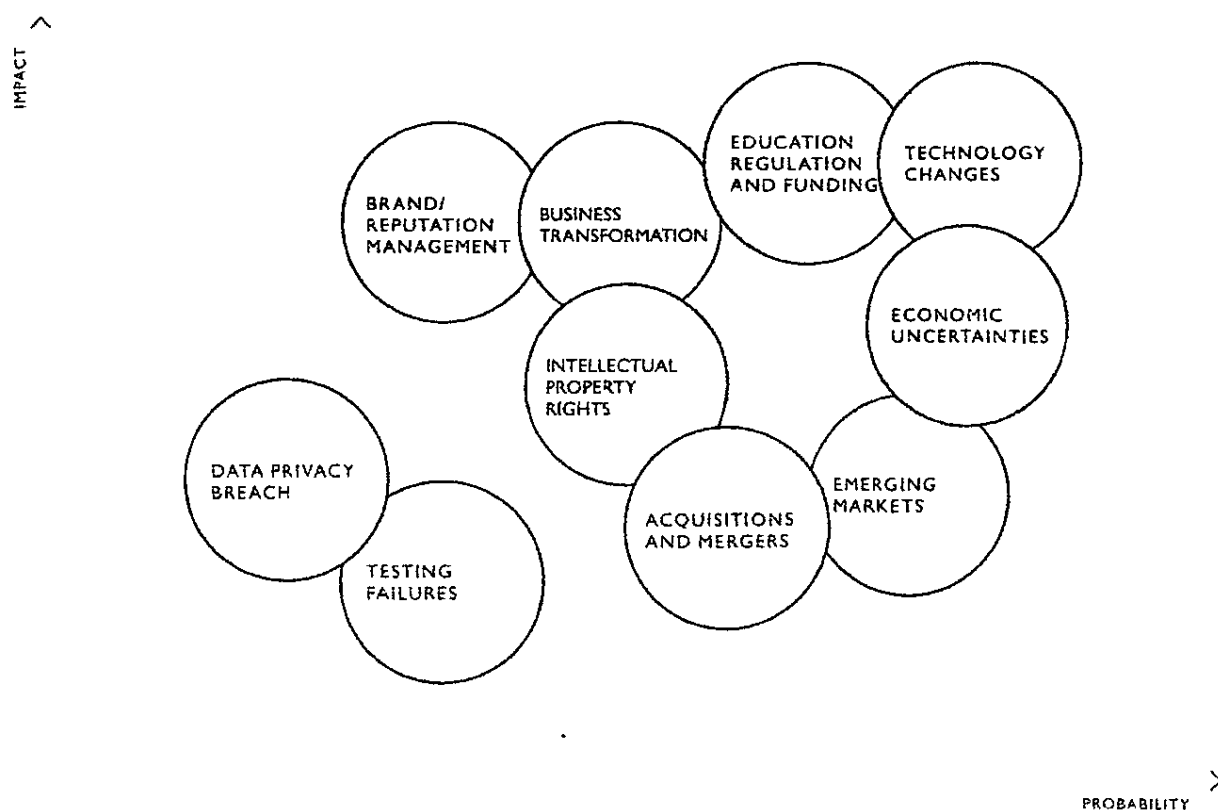 IMPACT
BRAND/
REPUTATION
MANAGEMENT
BUSINESS
TRANSFORMATION
EDUCATION
REGULATION
AND FUNDING
TECHNOLOGY
CHANGES
ECONOMIC
UNCERTAINTIES
INTELLECTUAL
PROPERTY
RIGHTS
DATA PRIVACY
BREACH
TESTING
FAILURES
ACQUISITIONS
AND MERGERS
EMERGING
MARKETS
PROBABILITY